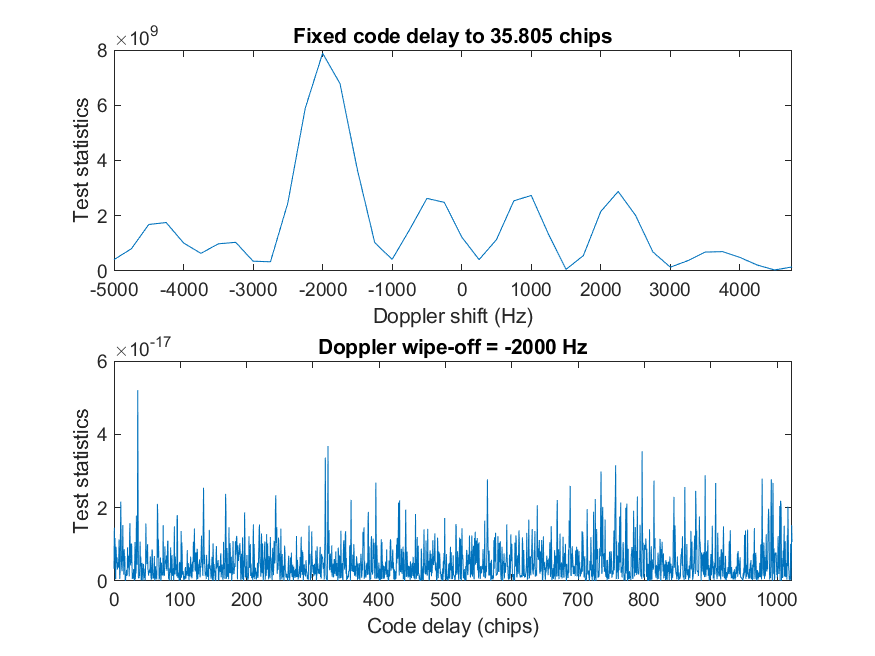 Fixed code delay to 35.805 chips
×10^9
Test statistics
8
6
4
2
0
-5000 -4000 -3000 -2000 -1000 0 1000 2000 3000 4000
Doppler shift (Hz)
Doppler wipe-off = -2000 Hz
×10^-17
Test statistics
6
4
2
0
0 100 200 300 400 500 600 700 800 900 1000
Code delay (chips)